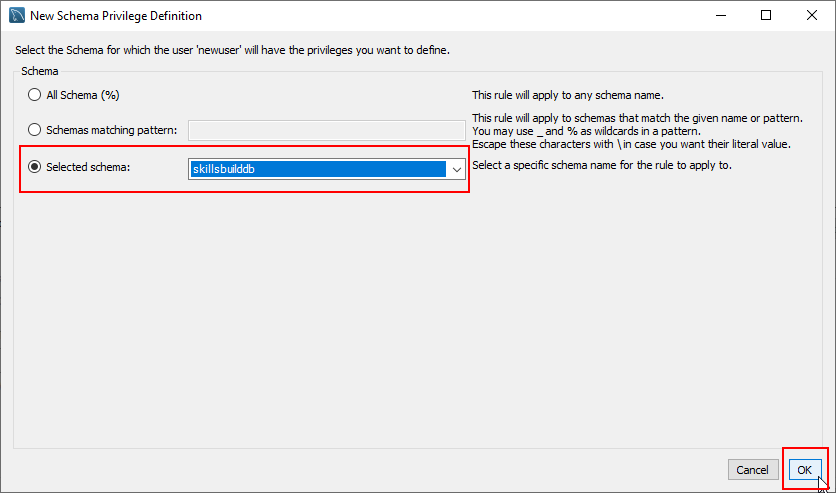 New Schema Privilege Definition
Select the Schema for which the user 'newuser' will have the privileges you want to define.
Schema
All Schema (%)
This rule will apply to any schema name.
Schemas matching pattern:
This rule will apply to schemas that match the given name or pattern.
You may use _ and % as wildcards in a pattern.
Escape these characters with \ in case you want their literal value.
Selected schema:
skillsbuilddb
Select a specific schema name for the rule to apply to.
Cancel
OK